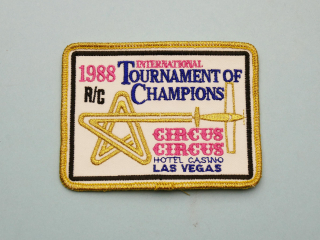 1988 INTERNATIONAL
R/C TOURNAMENT OF
CHAMPIONS
CIRCUS
CIRCUS
HOTEL CASINO
LAS VEGAS